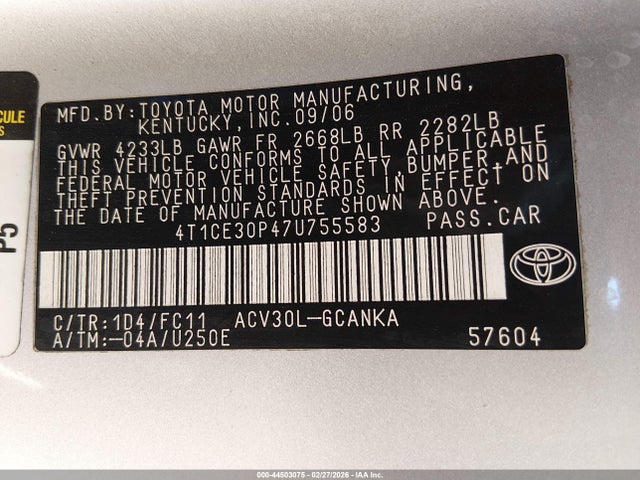 CULE
S
P5
MFD.BY:TOYOTA MOTOR MANUFACTURING,
KENTUCKY,INC.09/06
GVWR 4233LB GAWR FR 2668LB RR 2282LB
THIS VEHICLE CONFORMS TO ALL APPLICABLE
FEDERAL MOTOR VEHICLE SAFETY,BUMPER,AND
THEFT PREVENTION STANDARDS IN EFFECT ON
THE DATE OF MANUFACTURE SHOWN ABOVE.
4T1CE30P47U755583 PASS.CAR
C/TR:1D4/FC11 ACV30L-GCANKA
A/TM:-04A/U250E 57604
000-44503075 - 02/27/2026 - IAA Inc.